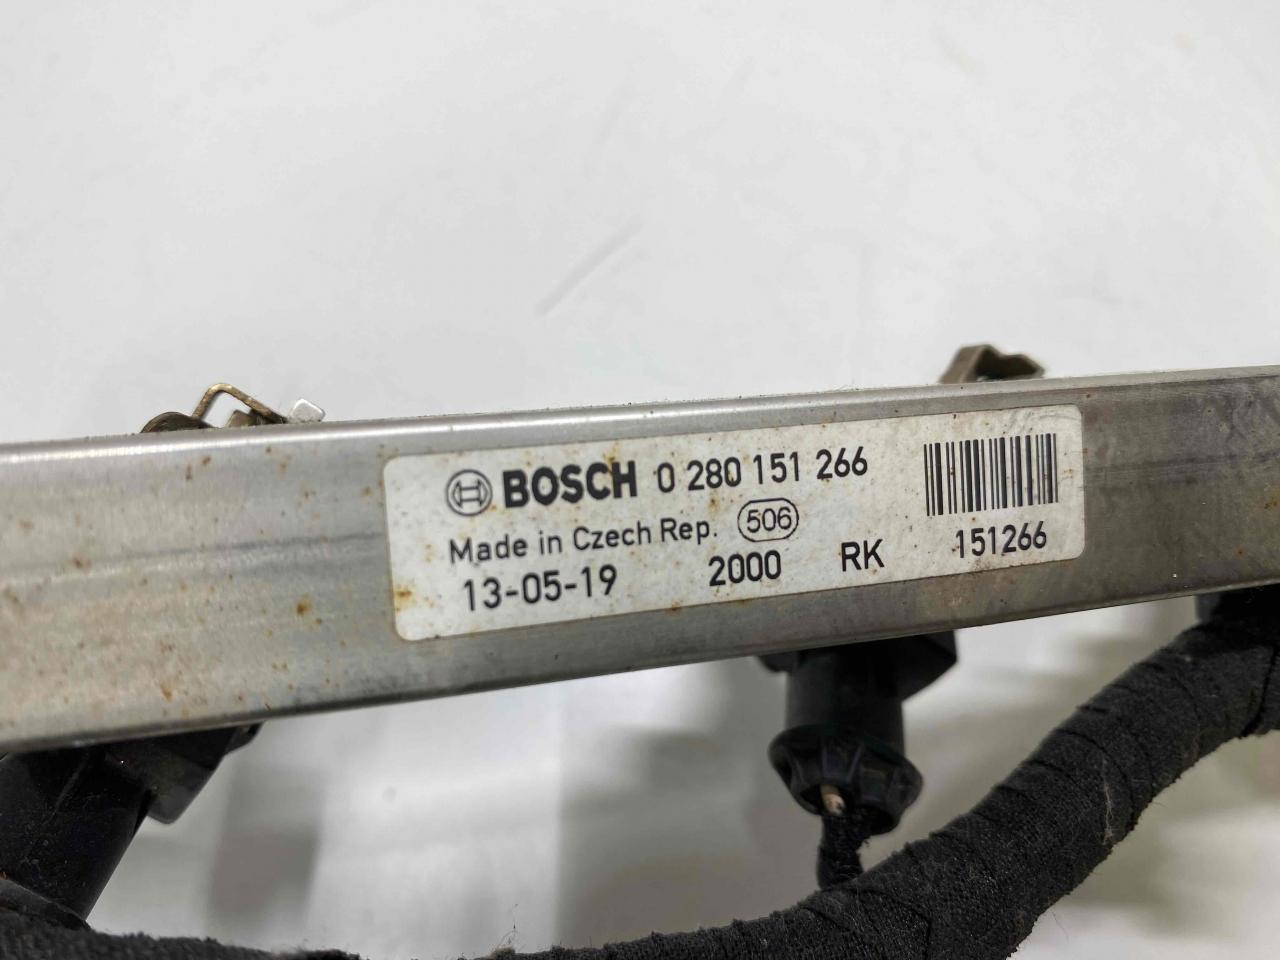 BOSCH 0 280 151 266
Made in Czech Rep. 506
13-05-19 2000 RK 151266